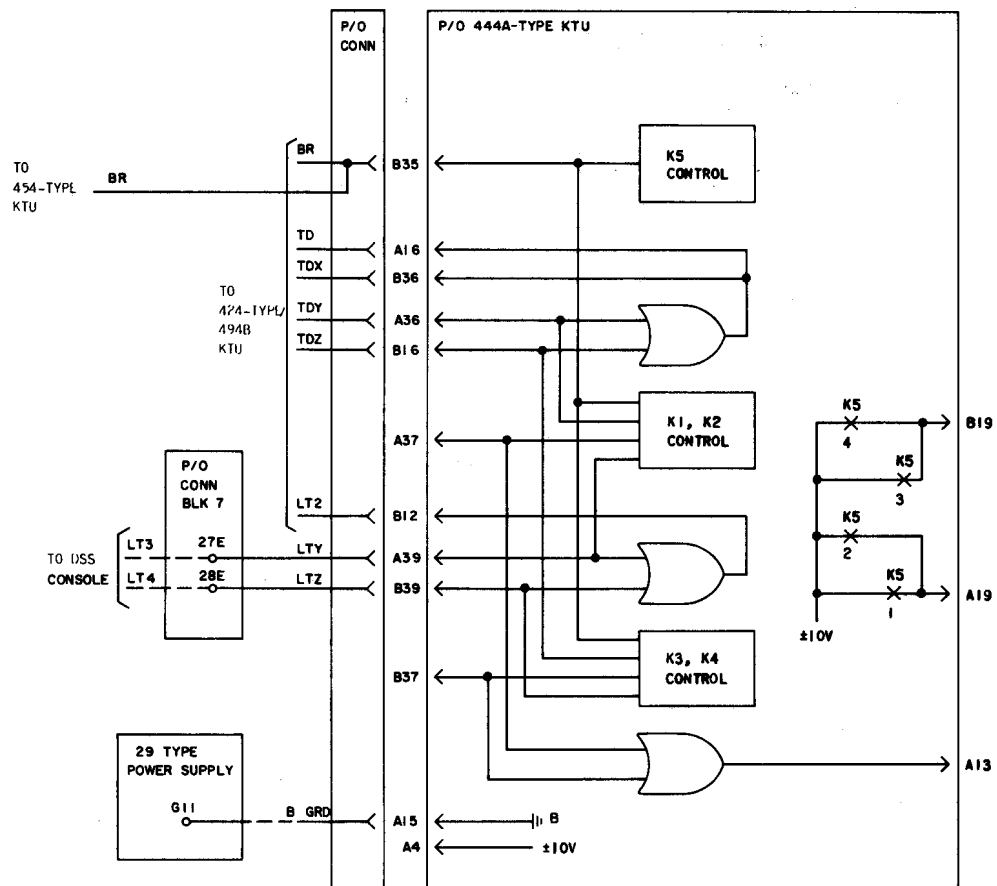 P/O
CONN
P/O 444A-TYPE KTU
TO
454-TYPE
KTU
BR
BR
B35
K5
CONTROL
TD
A16
TDX
B36
TO
424-TYPE/
494B
KTU
TDY
A36
TDZ
B16
A37
K1, K2
CONTROL
K5
4
B19
K5
3
K5
2
K5
1
A19
±10V
P/O
CONN
BLK 7
LT2
B12
TO DSS
CONSOLE
LT3
27E
LTY
A39
LT4
28E
LTZ
B39
B37
K3, K4
CONTROL
A13
29 TYPE
POWER SUPPLY
G11
B GRD
A15
B
A4
±10V